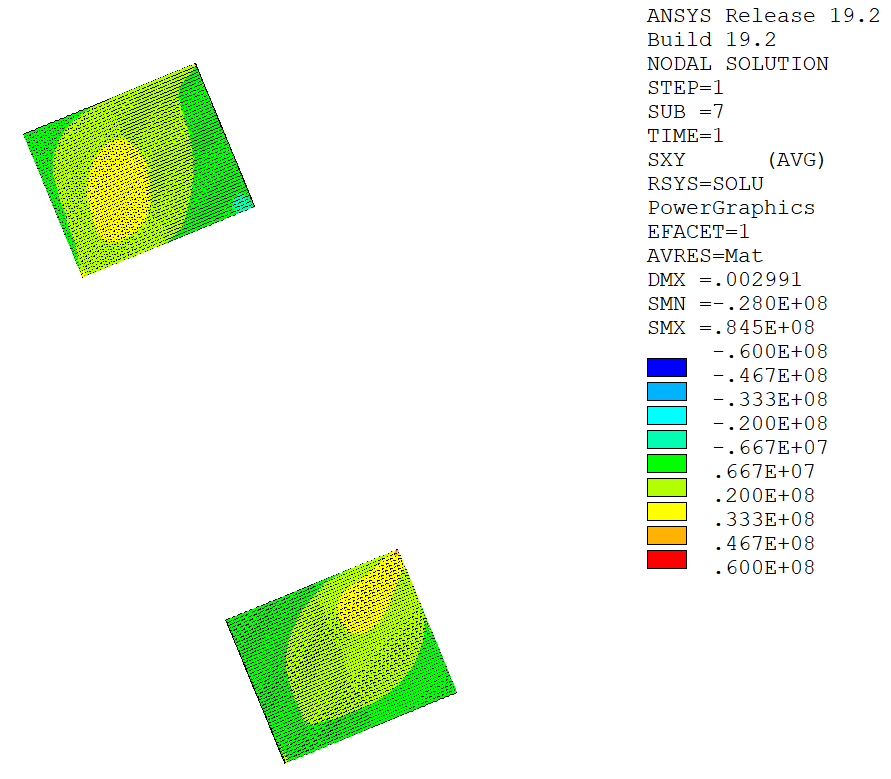 ANSYS Release 19.2
Build 19.2
NODAL SOLUTION
STEP=1
SUB =7
TIME=1
SXY (AVG)
RSYS=SOLU
PowerGraphics
EFACET=1
AVRES=Mat
DMX =.002991
SMN =-.280E+08
SMX =.845E+08
-.600E+08
-.467E+08
-.333E+08
-.200E+08
-.667E+07
.667E+07
.200E+08
.333E+08
.467E+08
.600E+08